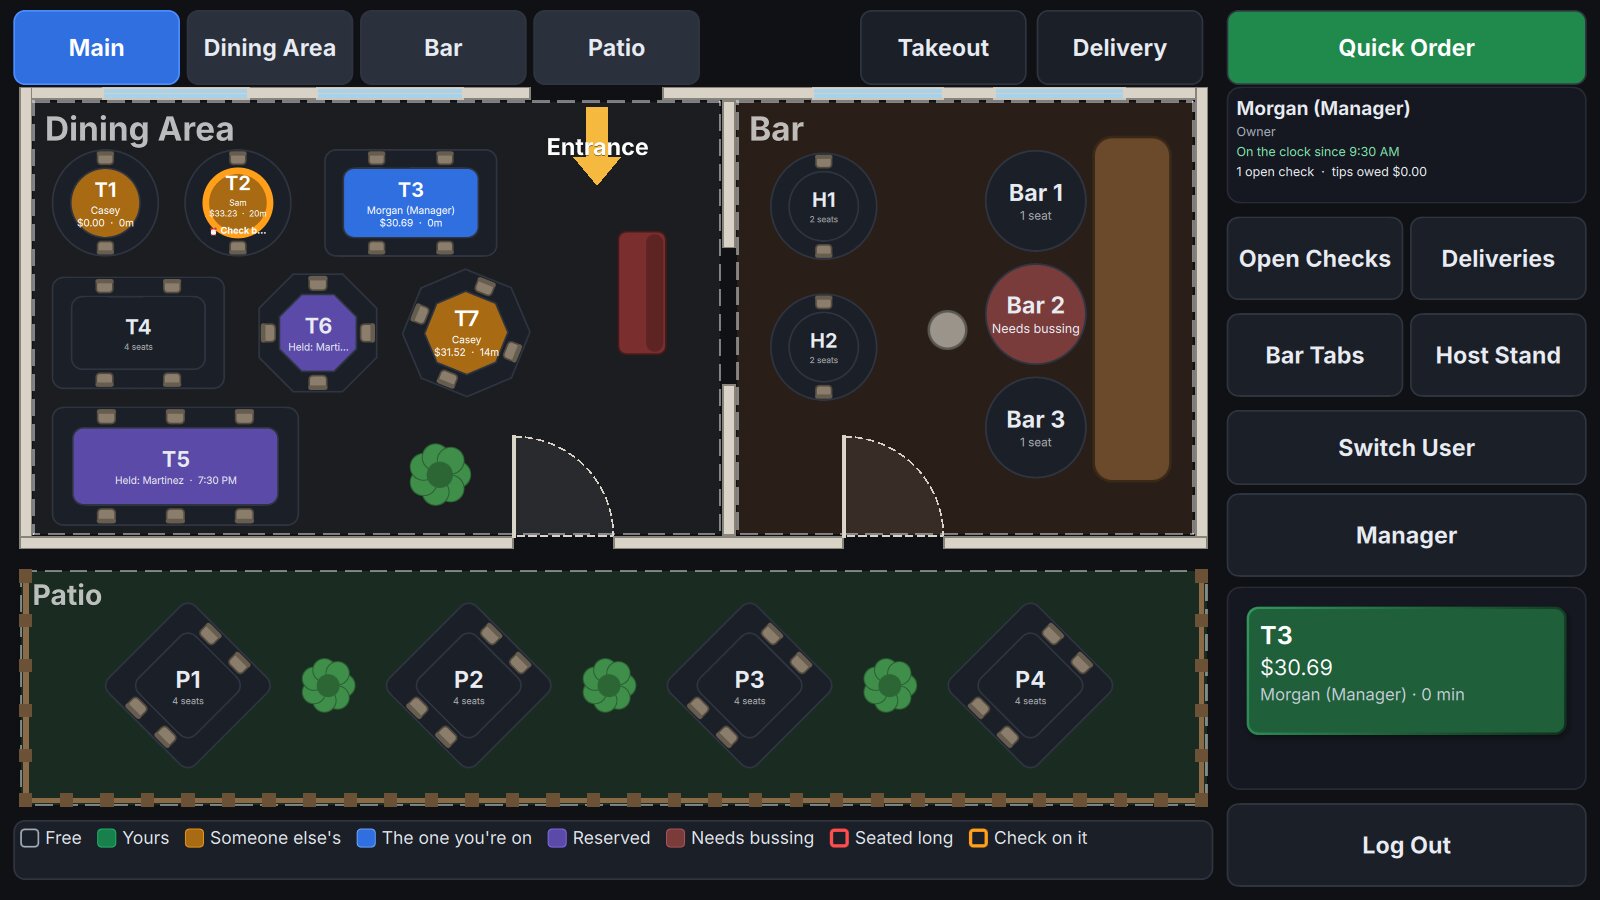 Main
Dining Area
Bar
Patio
Takeout
Delivery
Quick Order
Morgan (Manager)
Owner
On the clock since 9:30 AM
1 open check · tips owed $0.00
Open Checks
Deliveries
Bar Tabs
Host Stand
Switch User
Manager
T3
$30.69
Morgan (Manager) · 0 min
Log Out
Dining Area
Entrance
T1
Casey
$0.00 · 0m
T2
Sam
$33.23 · 20m
Check b...
T3
Morgan (Manager)
$30.69 · 0m
T4
4 seats
T6
Held: Marti...
T7
Casey
$31.52 · 14m
T5
Held: Martinez · 7:30 PM
Bar
H1
2 seats
H2
2 seats
Bar 1
1 seat
Bar 2
Needs bussing
Bar 3
1 seat
Patio
P1
4 seats
P2
4 seats
P3
4 seats
P4
4 seats
Free
Yours
Someone else's
The one you're on
Reserved
Needs bussing
Seated long
Check on it